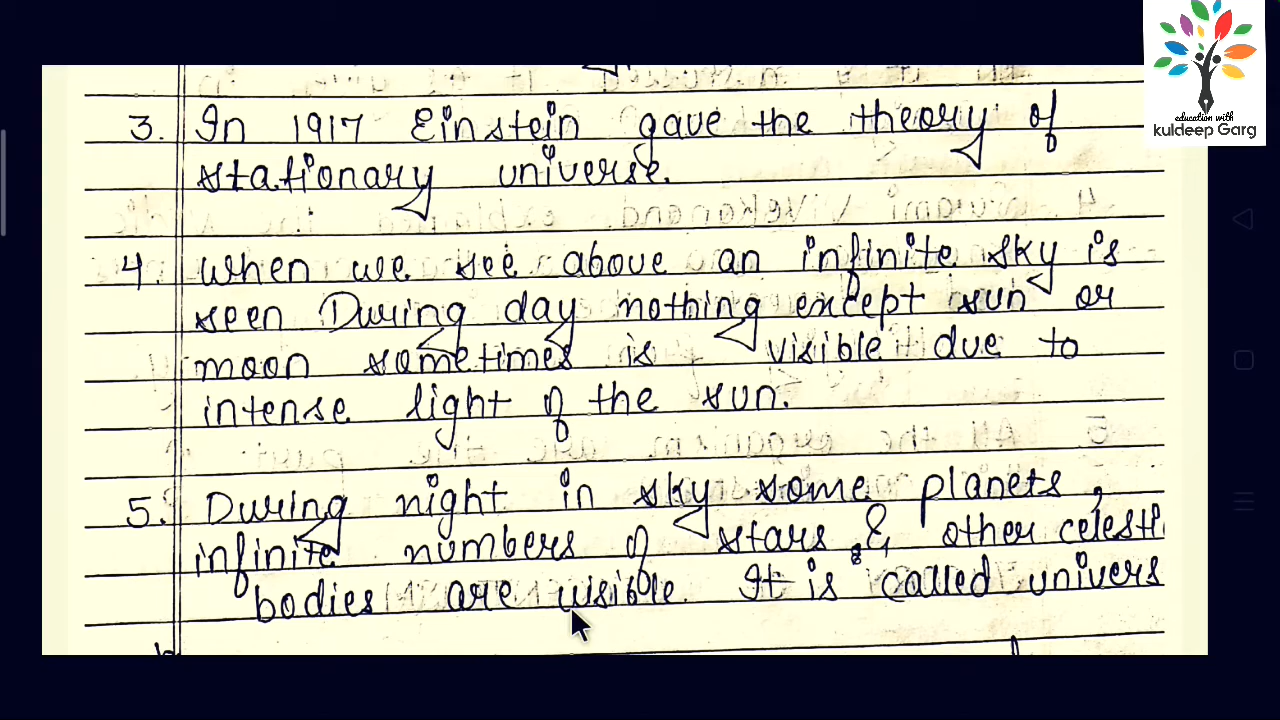 education with
kuldeep Garg
3. In 1917 Einstein gave the theory of
stationary universe.
4. When we see above an infinite sky is
seen During day nothing except sun or
moon sometimes is visible due to
intense light of the sun.
5. During night in sky some planets,
infinite numbers of stars & other celesti
bodies are visible. It is called univers